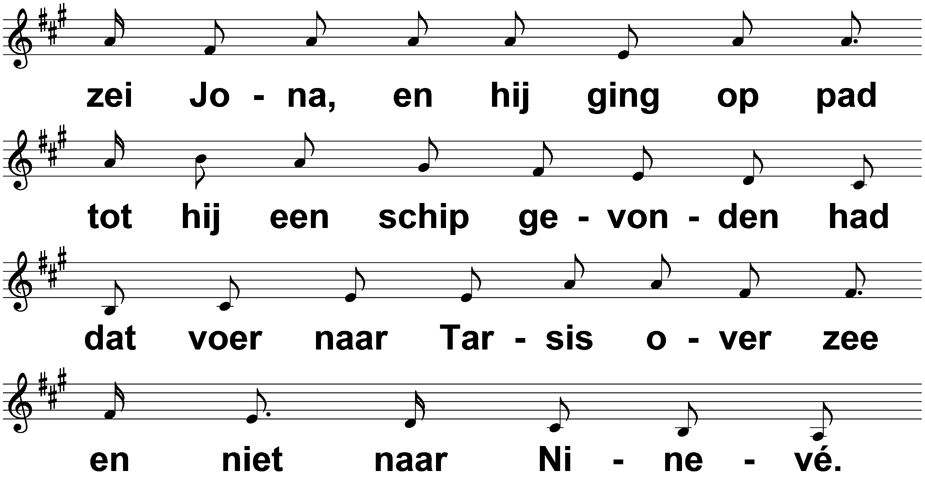 zei Jo - na, en hij ging op pad
tot hij een schip ge - von - den had
dat voer naar Tar - sis o - ver zee
en niet naar Ni - ne - vé.